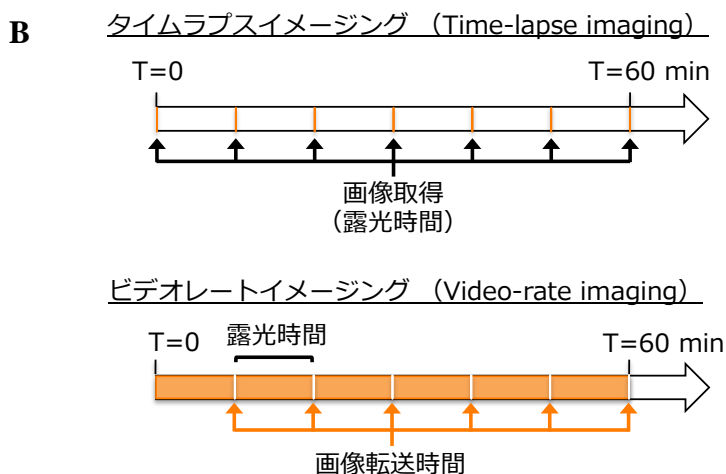 B
タイムラプスイメージング （Time-lapse imaging）
T=0
T=60 min
画像取得
（露光時間）
ビデオレートイメージング （Video-rate imaging）
T=0
露光時間
T=60 min
画像転送時間